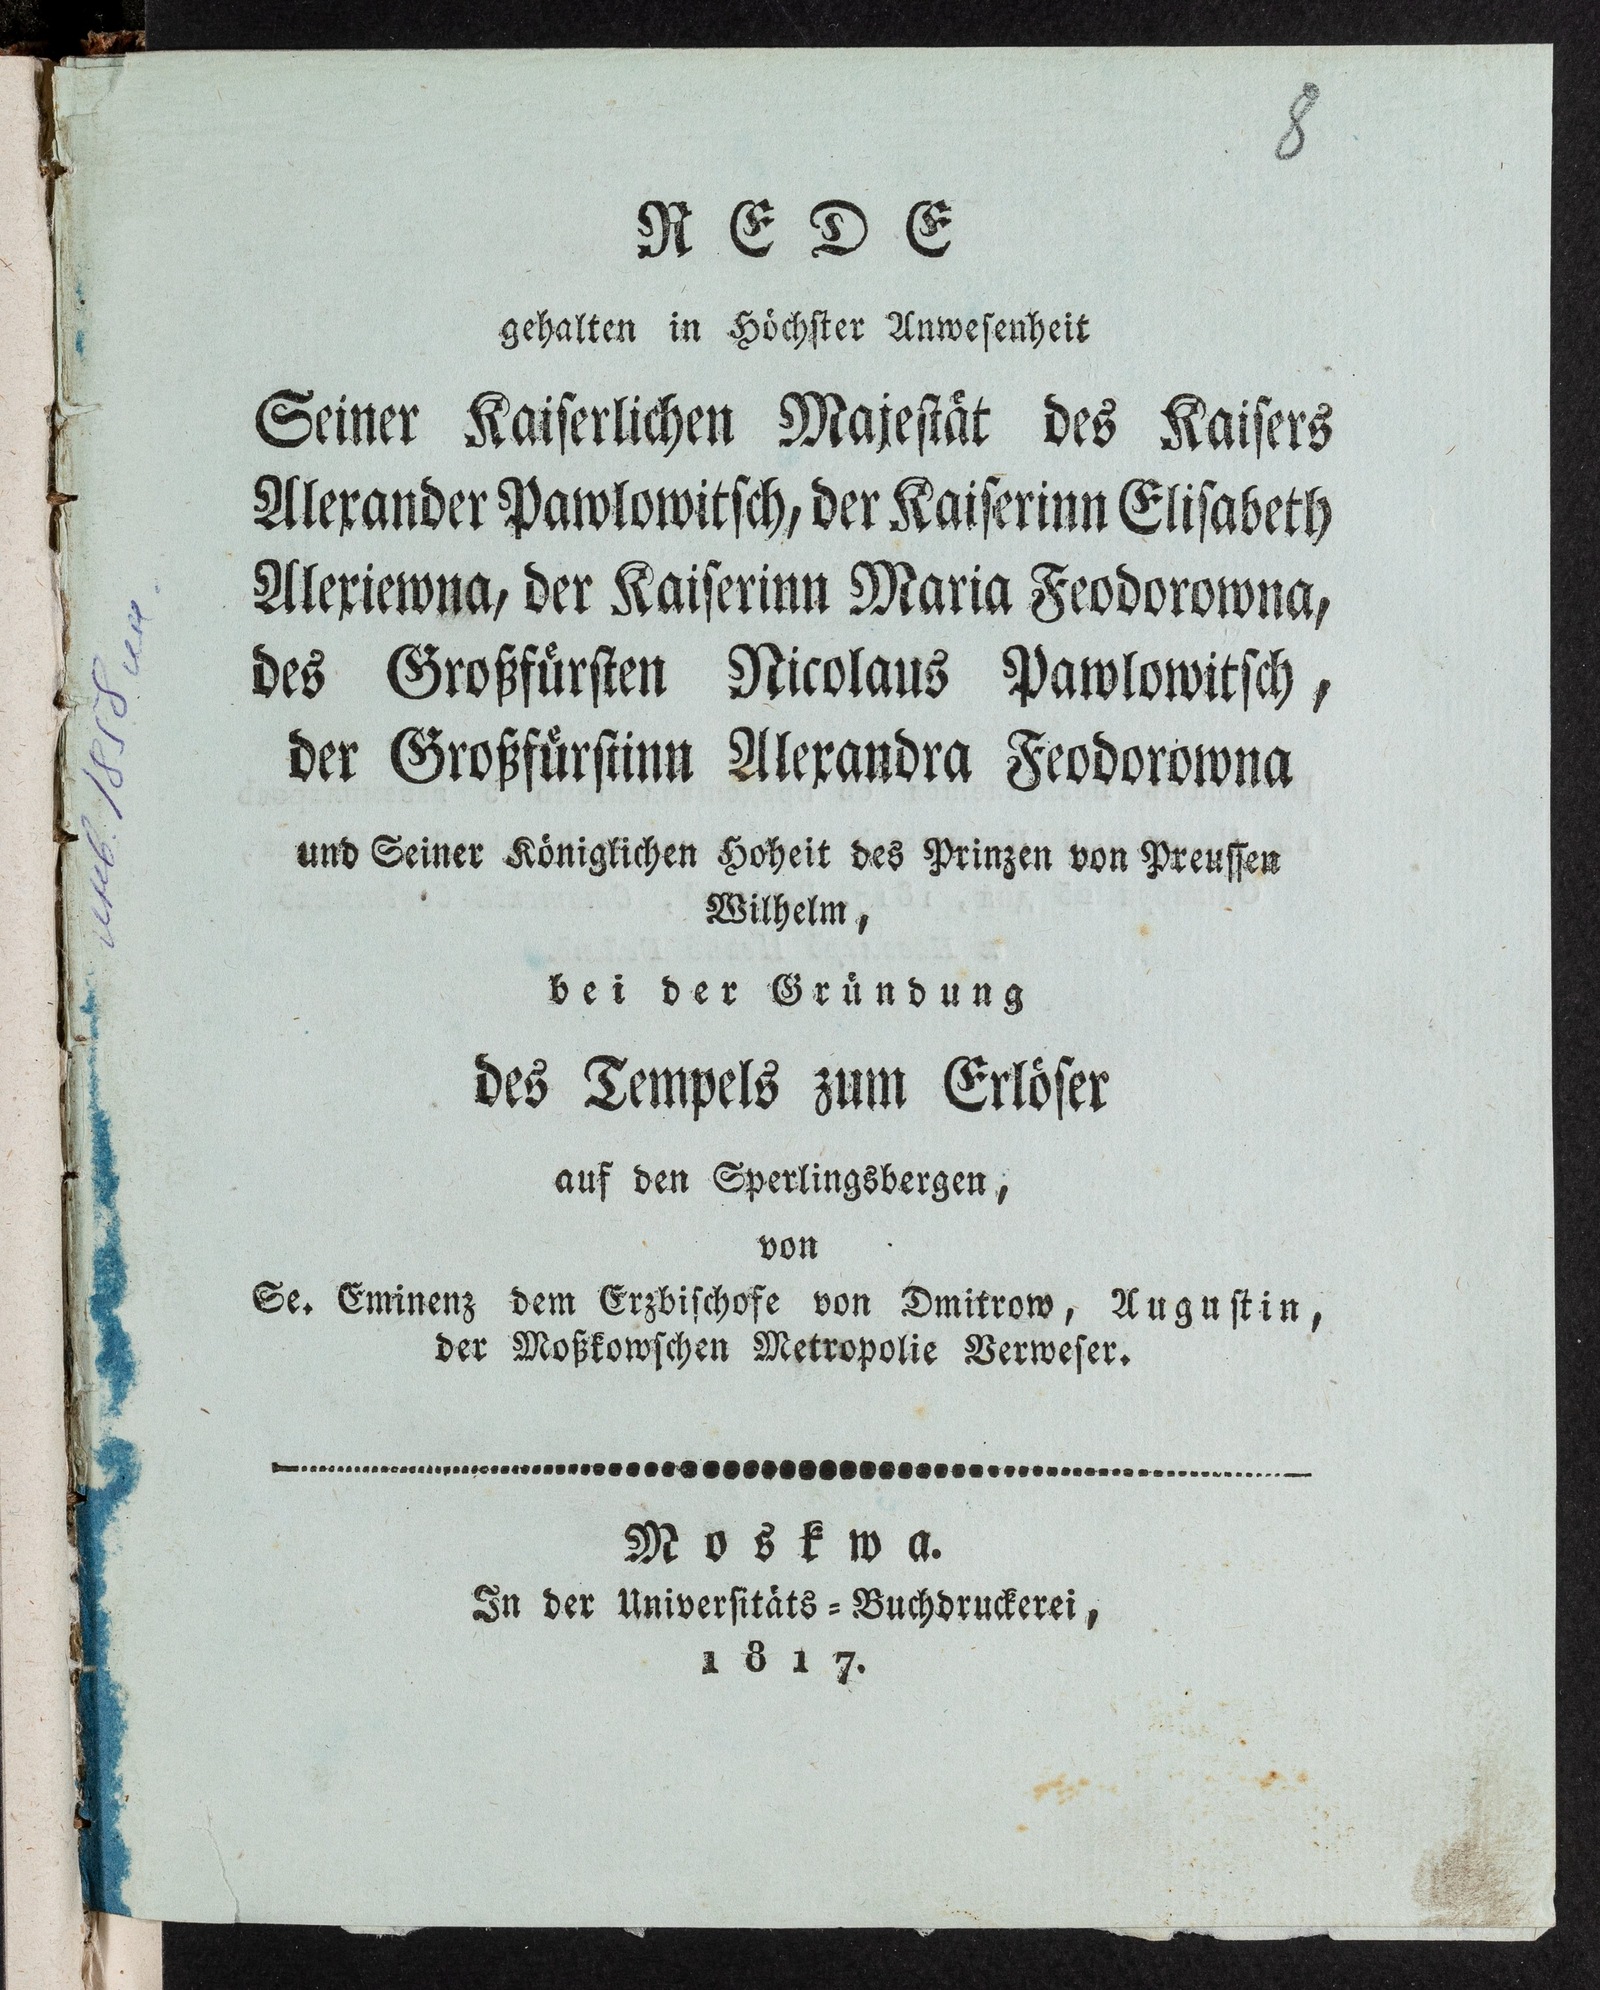 8
REDE
gehalten in Höchster Anwesenheit
Seiner Kaiserlichen Majestät des Kaisers
Alexander Pawlowitsch, der Kaiserinn Elisabeth
Alexiewna, der Kaiserinn Maria Feodorowna,
des Großfürsten Nicolaus Pawlowitsch,
der Großfürstinn Alexandra Feodorowna
und Seiner Königlichen Hoheit des Prinzen von Preussen
Wilhelm,
bei der Gründung
des Tempels zum Erlöser
auf den Sperlingsbergen,
von
Se. Eminenz dem Erzbischofe von Dmitrow, Augustin,
der Moßkowschen Metropolie Verweser.
Moskwa.
In der Universitäts=Buchdruckerei,
1817.
инв. 1858 ин.